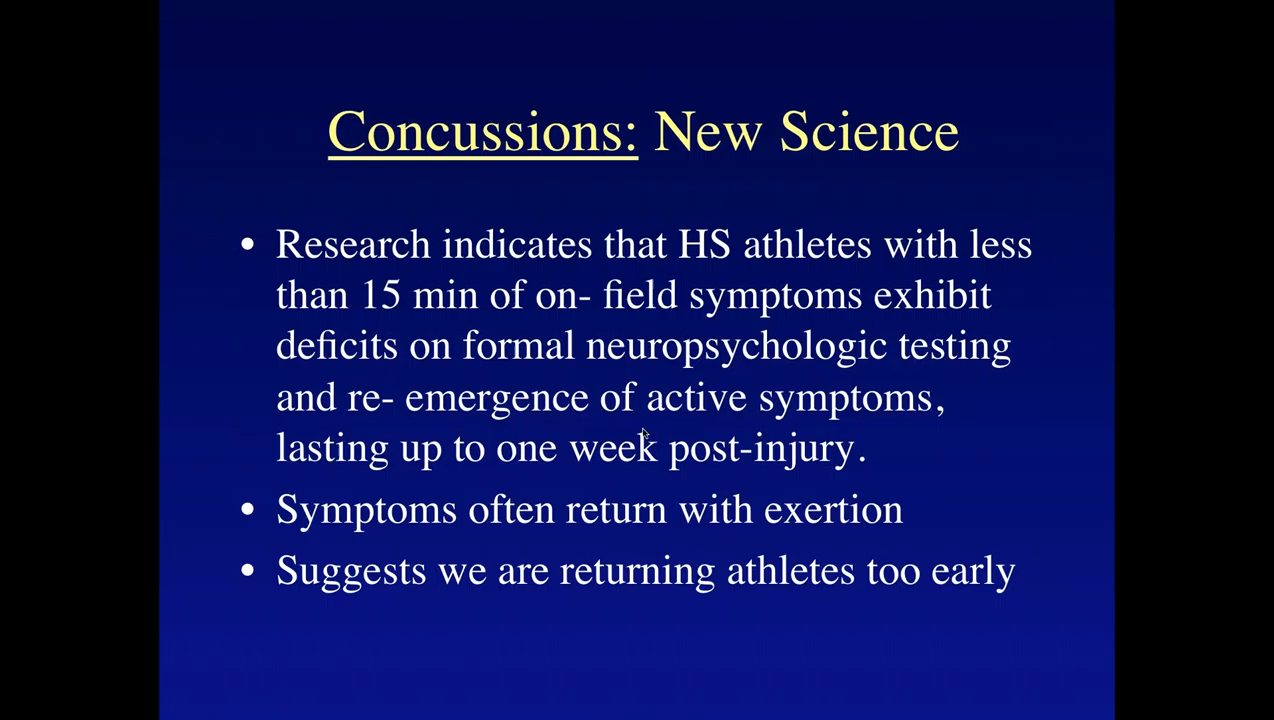 Concussions: New Science
• Research indicates that HS athletes with less
than 15 min of on- field symptoms exhibit
deficits on formal neuropsychologic testing
and re- emergence of active symptoms,
lasting up to one week post-injury.
• Symptoms often return with exertion
• Suggests we are returning athletes too early